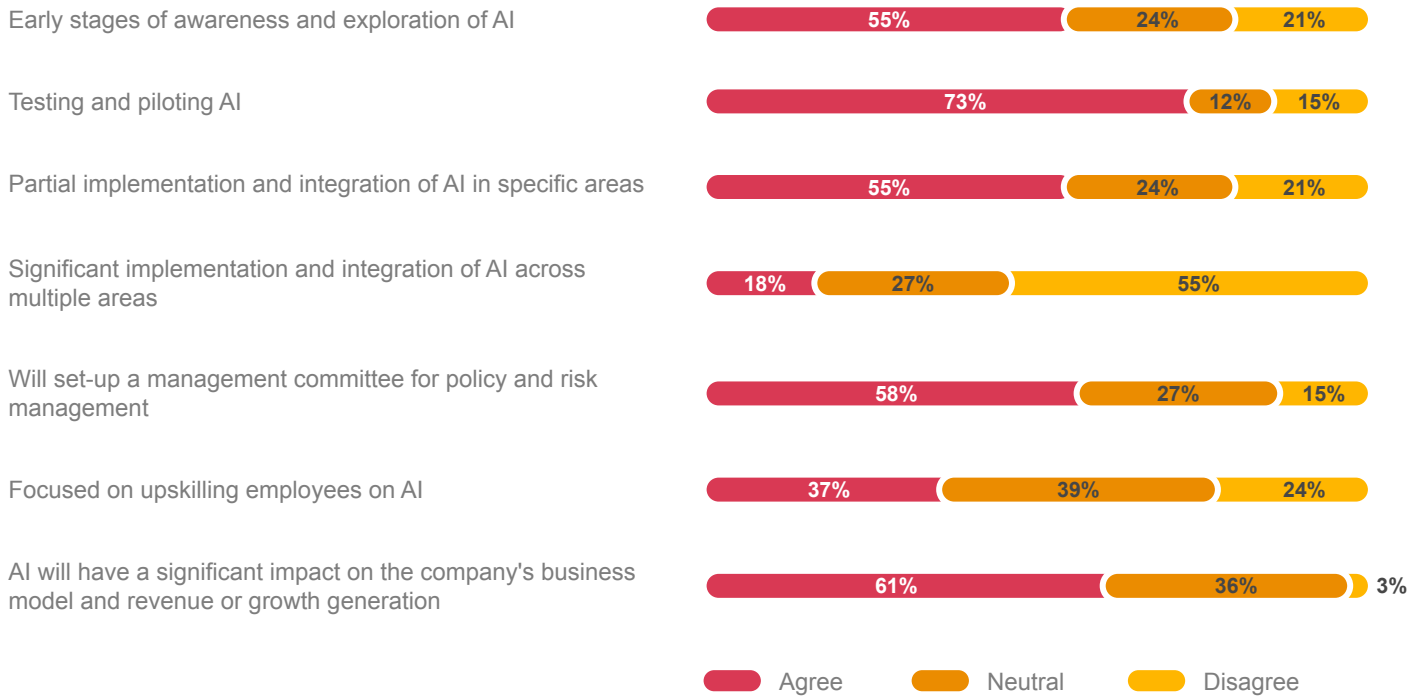 Early stages of awareness and exploration of AI
55% 24% 21%
Testing and piloting AI
73% 12% 15%
Partial implementation and integration of AI in specific areas
55% 24% 21%
Significant implementation and integration of AI across
multiple areas
18% 27% 55%
Will set-up a management committee for policy and risk
management
58% 27% 15%
Focused on upskilling employees on AI
37% 39% 24%
AI will have a significant impact on the company's business
model and revenue or growth generation
61% 36% 3%
Agree Neutral Disagree